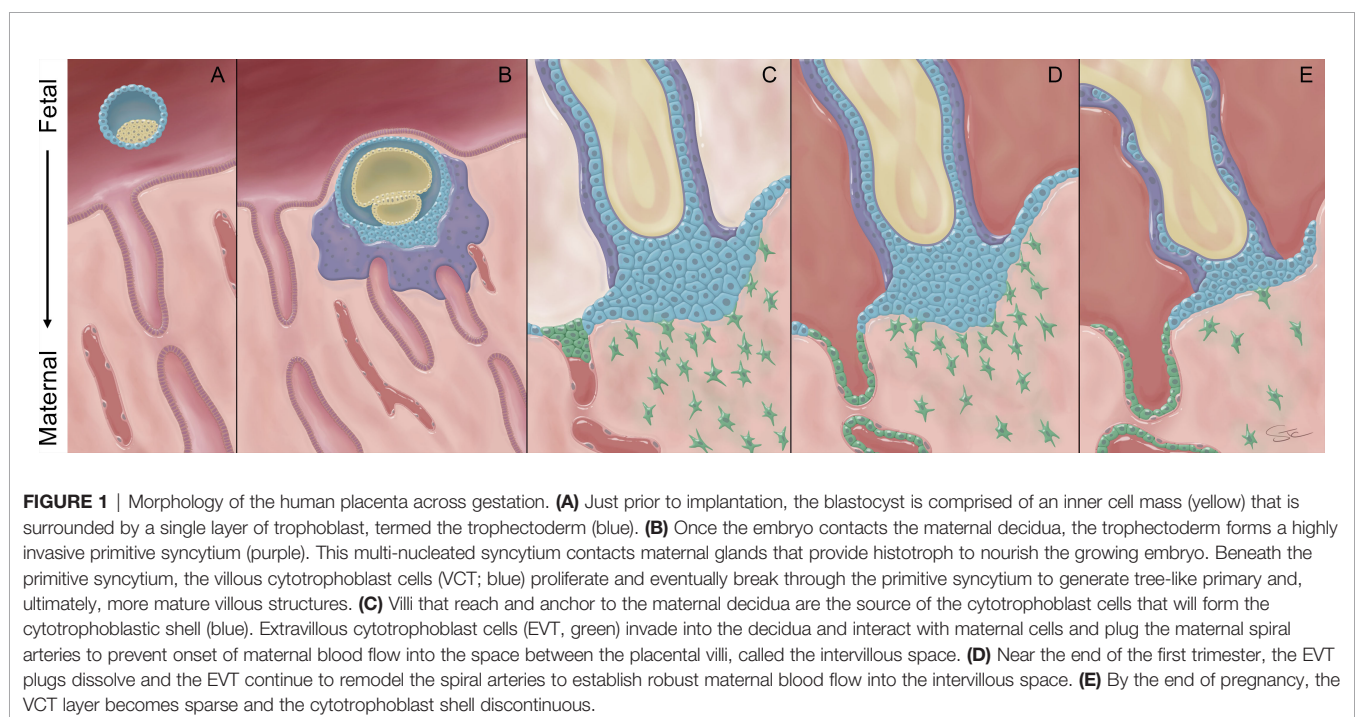 A
B
C
D
E
Fetal
Maternal
FIGURE 1 | Morphology of the human placenta across gestation. (A) Just prior to implantation, the blastocyst is comprised of an inner cell mass (yellow) that is
surrounded by a single layer of trophoblast, termed the trophectoderm (blue). (B) Once the embryo contacts the maternal decidua, the trophectoderm forms a highly
invasive primitive syncytium (purple). This multi-nucleated syncytium contacts maternal glands that provide histotroph to nourish the growing embryo. Beneath the
primitive syncytium, the villous cytotrophoblast cells (VCT; blue) proliferate and eventually break through the primitive syncytium to generate tree-like primary and,
ultimately, more mature villous structures. (C) Villi that reach and anchor to the maternal decidua are the source of the cytotrophoblast cells that will form the
cytotrophoblastic shell (blue). Extravillous cytotrophoblast cells (EVT, green) invade into the decidua and interact with maternal cells and plug the maternal spiral
arteries to prevent onset of maternal blood flow into the space between the placental villi, called the intervillous space. (D) Near the end of the first trimester, the EVT
plugs dissolve and the EVT continue to remodel the spiral arteries to establish robust maternal blood flow into the intervillous space. (E) By the end of pregnancy, the
VCT layer becomes sparse and the cytotrophoblast shell discontinuous.